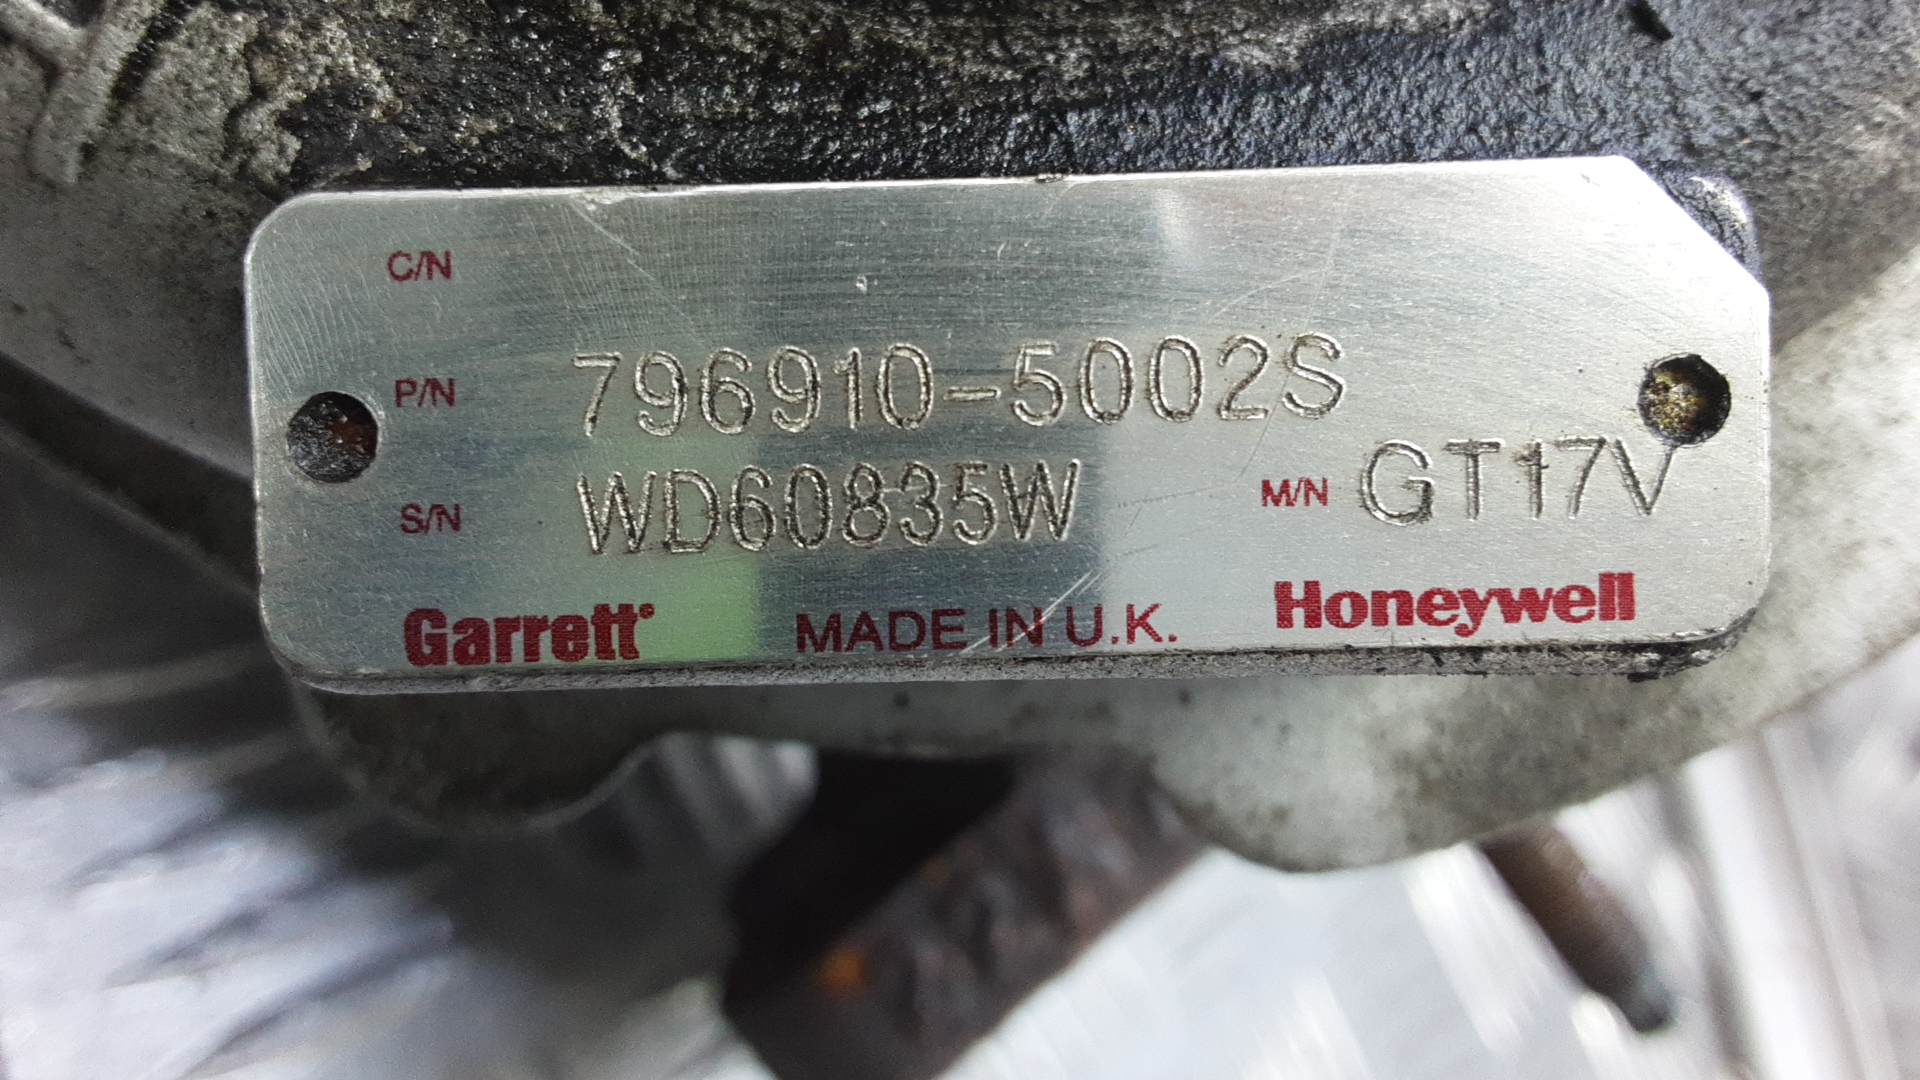 C/N
P/N 796910-5002S
S/N WD60835W M/N GT17V
Garrett MADE IN U.K. Honeywell